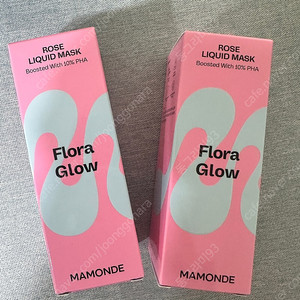 ROSE
LIQUID MASK
Boosted With 10% PHA
Flora
Glow
MAMONDE
ROSE
LIQUID MASK
Boosted With 10% PHA
Flora
Glow
MAMONDE